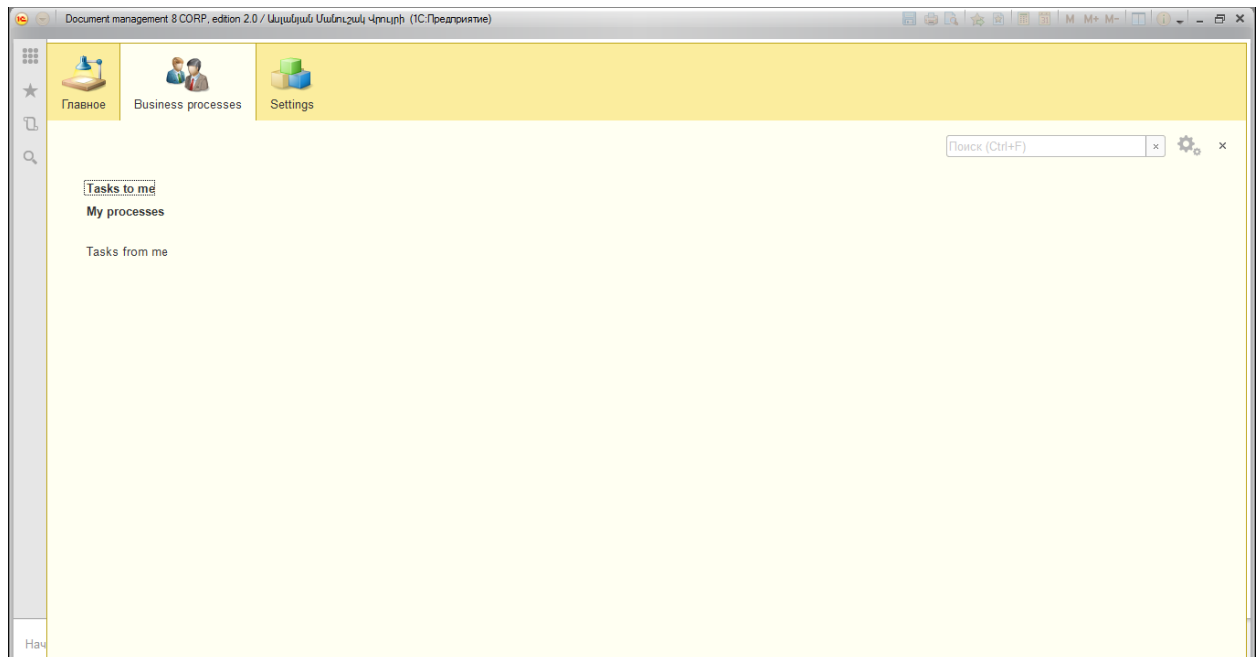 Document management 8 CORP, edition 2.0 / Ասլանյան Մանուշակ Վրույրի (1С:Предприятие)
M M+ M-
Главное
Business processes
Settings
Поиск (Ctrl+F)
Tasks to me
My processes
Tasks from me
Нач